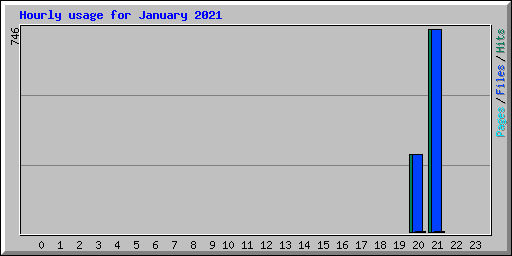 Hourly usage for January 2021
746
Pages/Files/Hits
0 1 2 3 4 5 6 7 8 9 10 11 12 13 14 15 16 17 18 19 20 21 22 23